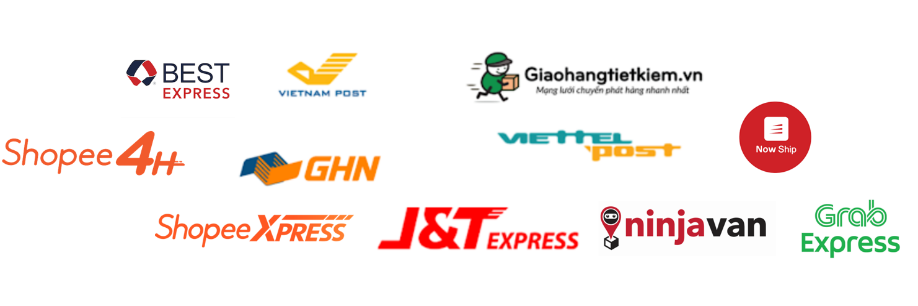 BEST
EXPRESS
VIETNAM POST
Giaohangtietkiem.vn
Mạng lưới chuyển phát hàng nhanh nhất
Shopee 4H
GHN
VIETTEL
post
Now Ship
Shopee XPRESS
J&T EXPRESS
ninjavan
Grab
Express